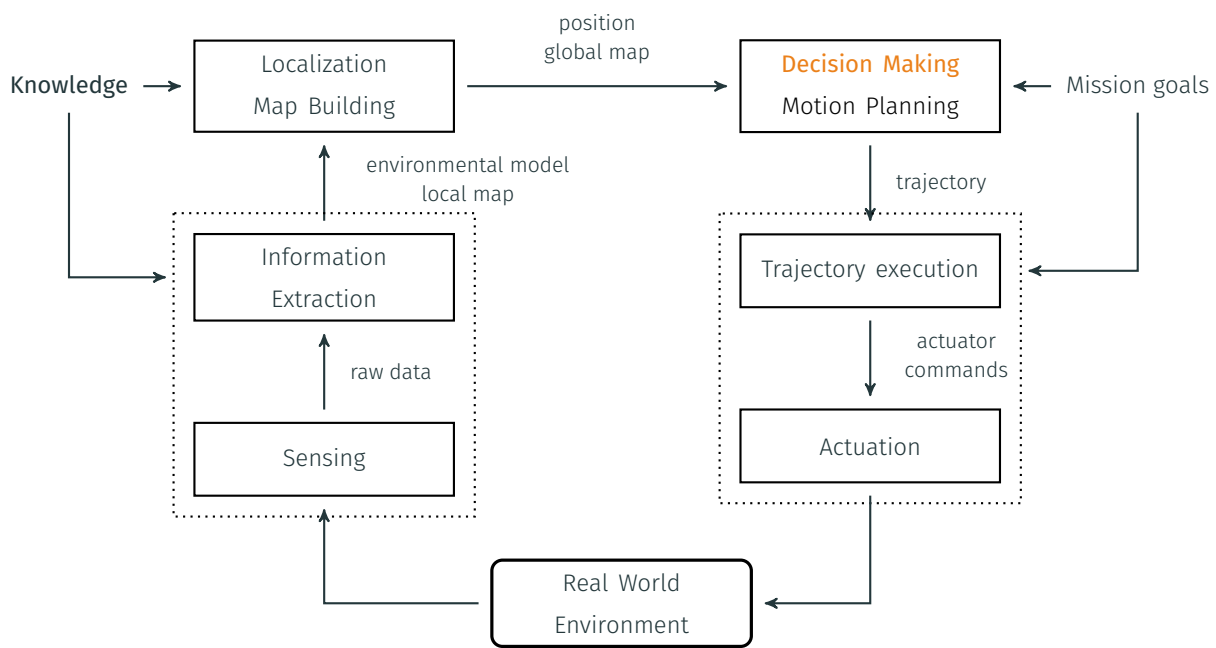 position
global map
Knowledge
Localization
Map Building
Decision Making
Motion Planning
Mission goals
environmental model
local map
trajectory
Information
Extraction
Trajectory execution
raw data
actuator
commands
Sensing
Actuation
Real World
Environment